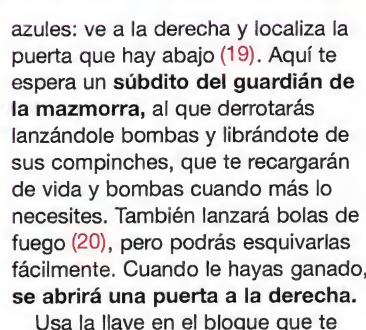 azules: ve a la derecha y localiza la
puerta que hay abajo (19). Aquí te
espera un súbdito del guardián de
la mazmorra, al que derrotarás
lanzándole bombas y librándote de
sus compinches, que te recargarán
de vida y bombas cuando más lo
necesites. También lanzará bolas de
fuego (20), pero podrás esquivarlas
fácilmente. Cuando le hayas ganado,
se abrirá una puerta a la derecha.
Usa la llave en el bloque que te